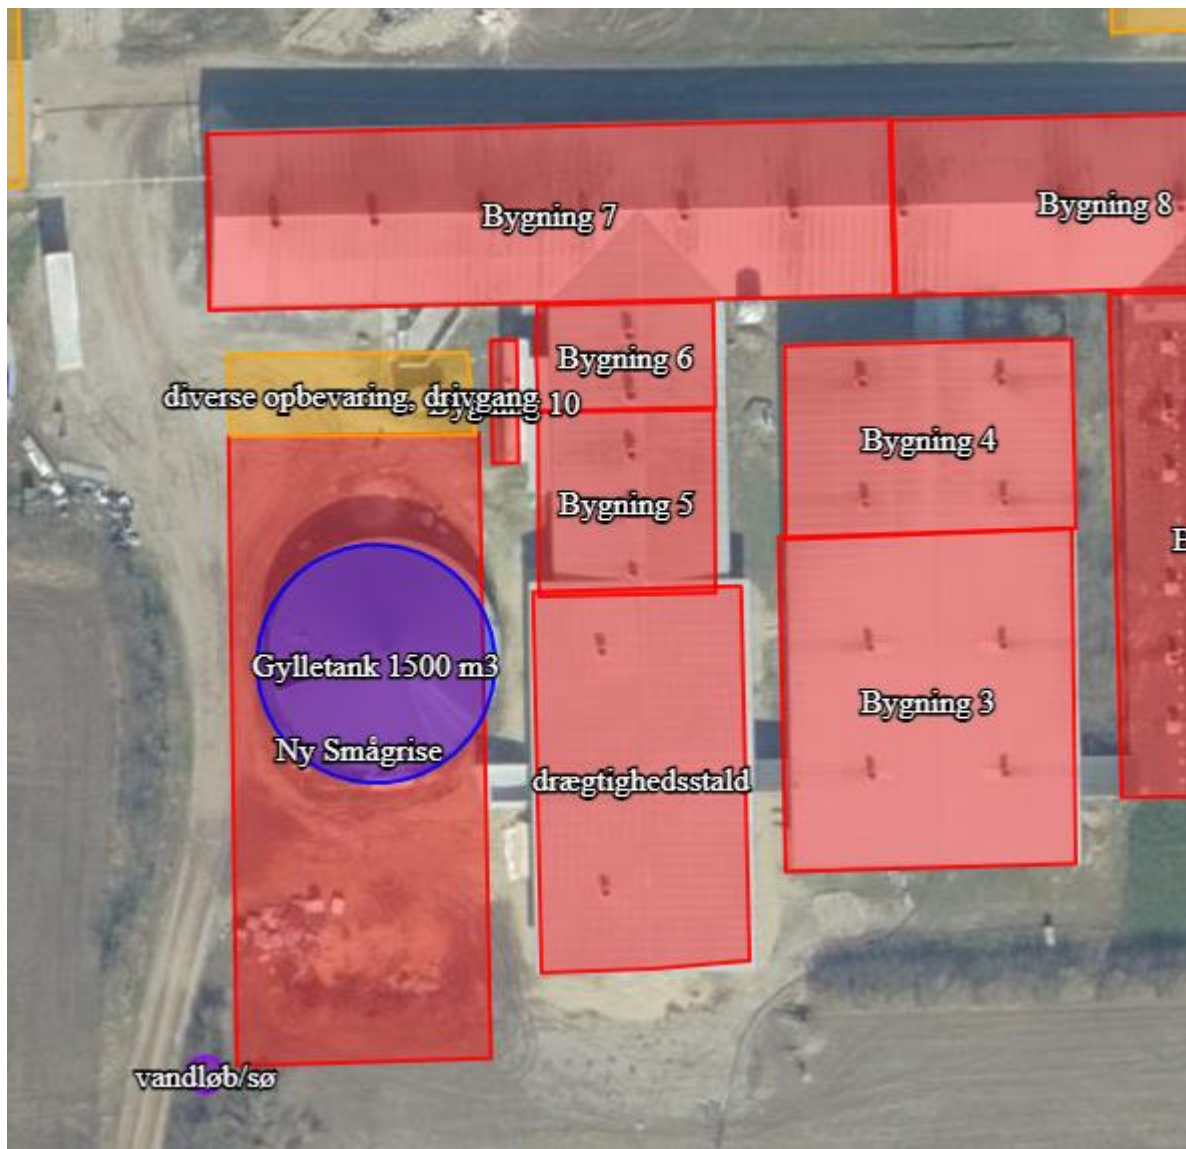 Bygning 7
Bygning 8
Bygning 6
diverse opbevaring, drivgang
Bygning 10
Bygning 4
Bygning 5
B
Gylletank 1500 m3
Bygning 3
Ny Smågrise
drægtighedsstald
vandløb/sø